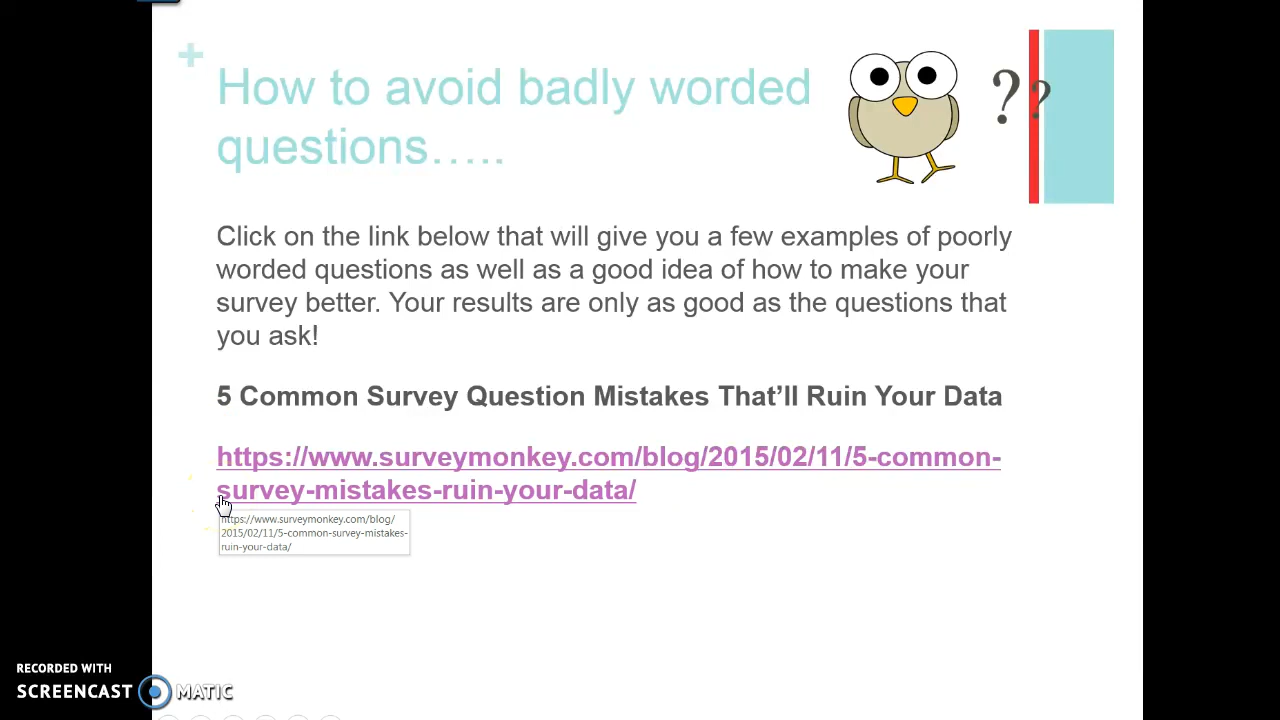 +
How to avoid badly worded
questions…..
? ?
Click on the link below that will give you a few examples of poorly
worded questions as well as a good idea of how to make your
survey better. Your results are only as good as the questions that
you ask!
5 Common Survey Question Mistakes That’ll Ruin Your Data
https://www.surveymonkey.com/blog/2015/02/11/5-common-
survey-mistakes-ruin-your-data/
https://www.surveymonkey.com/blog/
2015/02/11/5-common-survey-mistakes-
ruin-your-data/
RECORDED WITH
SCREENCAST MATIC